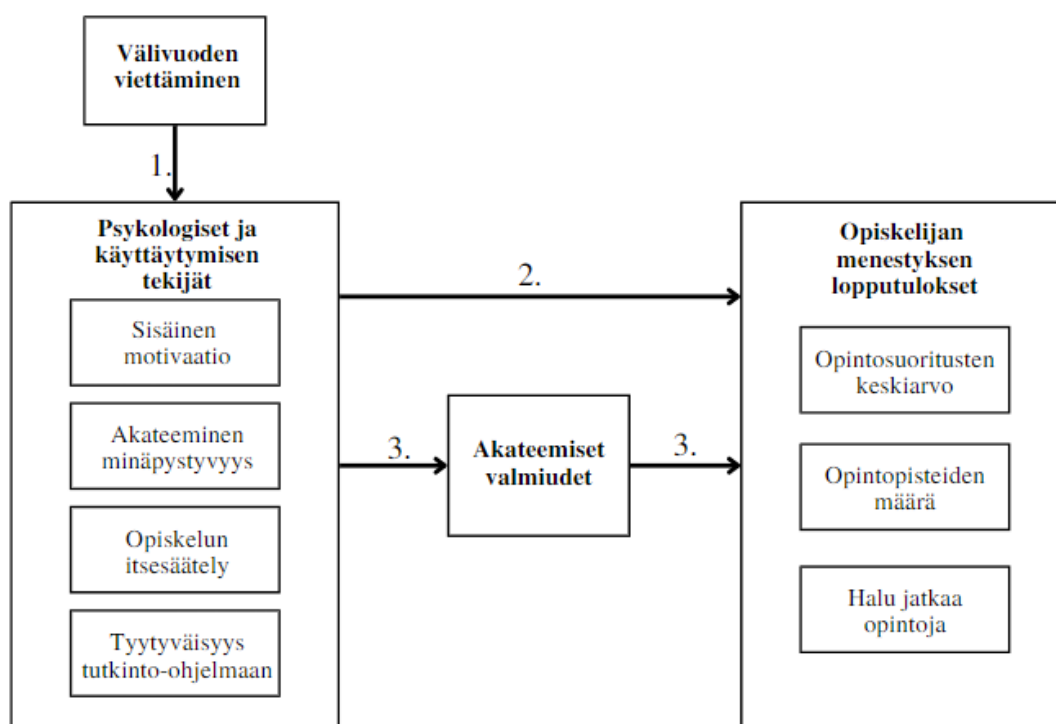 Välivuoden
viettäminen
1.
Psykologiset ja
käyttäytymisen
tekijät
Sisäinen
motivaatio
Akateeminen
minäpystyvyys
Opiskelun
itsesäätely
Tyytyväisyys
tutkinto-ohjelmaan
2.
3.
Akateemiset
valmiudet
3.
Opiskelijan
menestyksen
lopputulokset
Opintosuoritusten
keskiarvo
Opintopisteiden
määrä
Halu jatkaa
opintoja